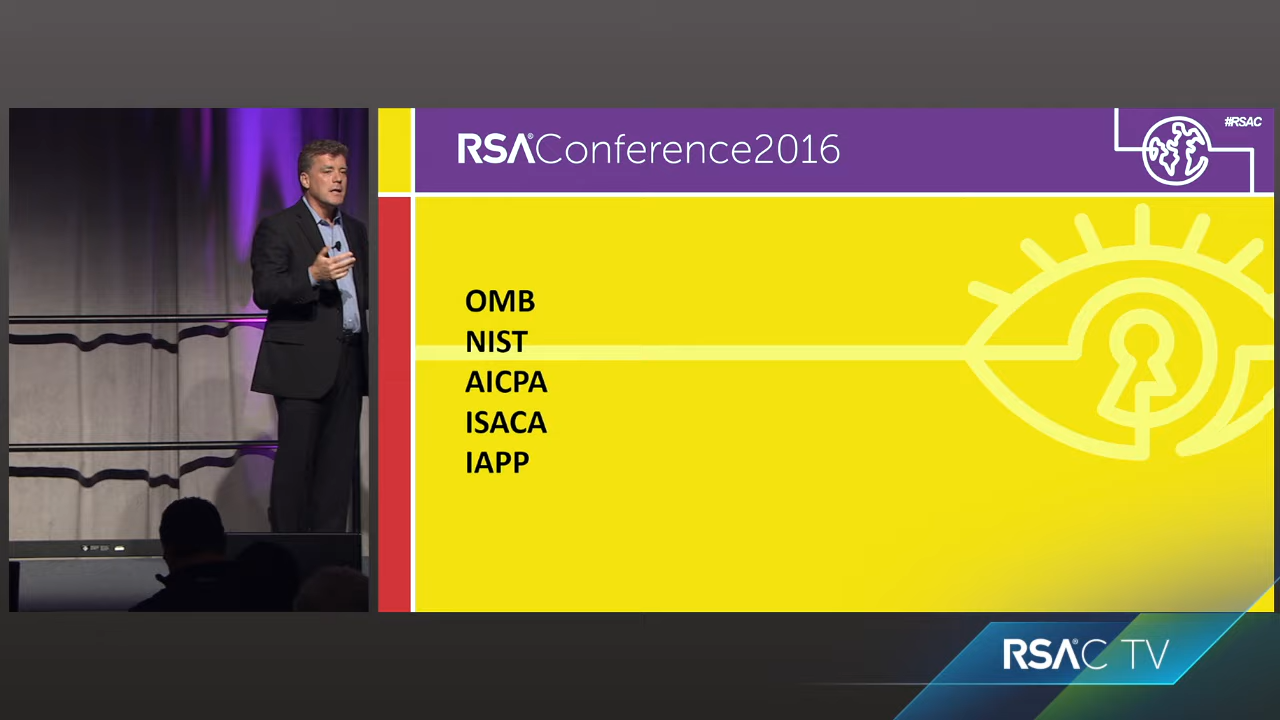 RSAConference2016
#RSAC
OMB
NIST
AICPA
ISACA
IAPP
RSAC TV